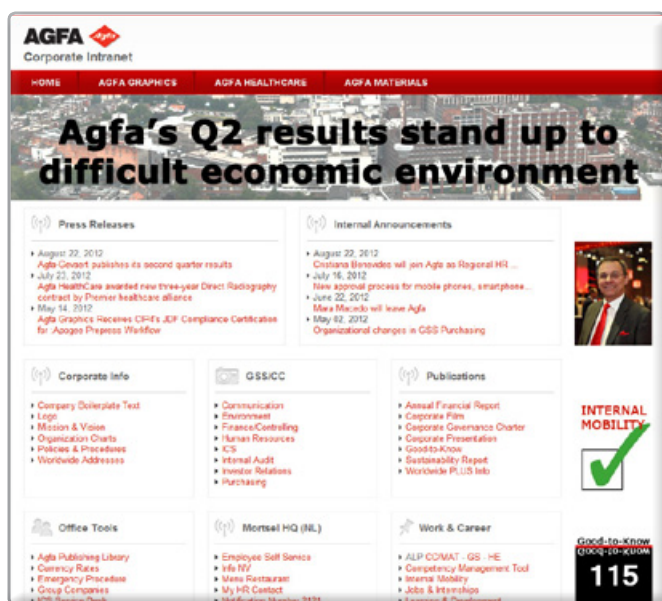 AGFA Agfa
Corporate Intranet
HOME AGFA GRAPHICS AGFA HEALTHCARE AGFA MATERIALS
Agfa's Q2 results stand up to
difficult economic environment
Press Releases
August 22, 2012
Agfa-Gevaert publishes its second quarter results
July 23, 2012
Agfa HealthCare awarded new three-year Direct Radiography
contract by Premier healthcare alliance
May 14, 2012
Agfa Graphics Receives CIP4's JDF Compliance Certification
for :Apogee Prepress Workflow
Internal Announcements
August 22, 2012
Cristiana Benevides will join Agfa as Regional HR ...
July 16, 2012
New approval process for mobile phones, smartphone...
June 22, 2012
Mara Macedo will leave Agfa
May 02, 2012
Organizational changes in GSS Purchasing
Corporate Info
Company Boilerplate Text
Logo
Mission & Vision
Organization Charts
Policies & Procedures
Worldwide Addresses
GSS/CC
Communication
Environment
Finance/Controlling
Human Resources
ICS
Internal Audit
Investor Relations
Purchasing
Publications
Annual Financial Report
Corporate Film
Corporate Governance Charter
Corporate Presentation
Good-to-Know
Sustainability Report
Worldwide PLUS Info
INTERNAL
MOBILITY
Office Tools
Agfa Publishing Library
Currency Rates
Emergency Procedure
Group Companies
Mortsel HQ (NL)
Employee Self Service
Info NV
Menu Restaurant
My HR Contact
Work & Career
ALP COMAT - GS - HE
Competency Management Tool
Internal Mobility
Jobs & Internships
Good-to-Know
115